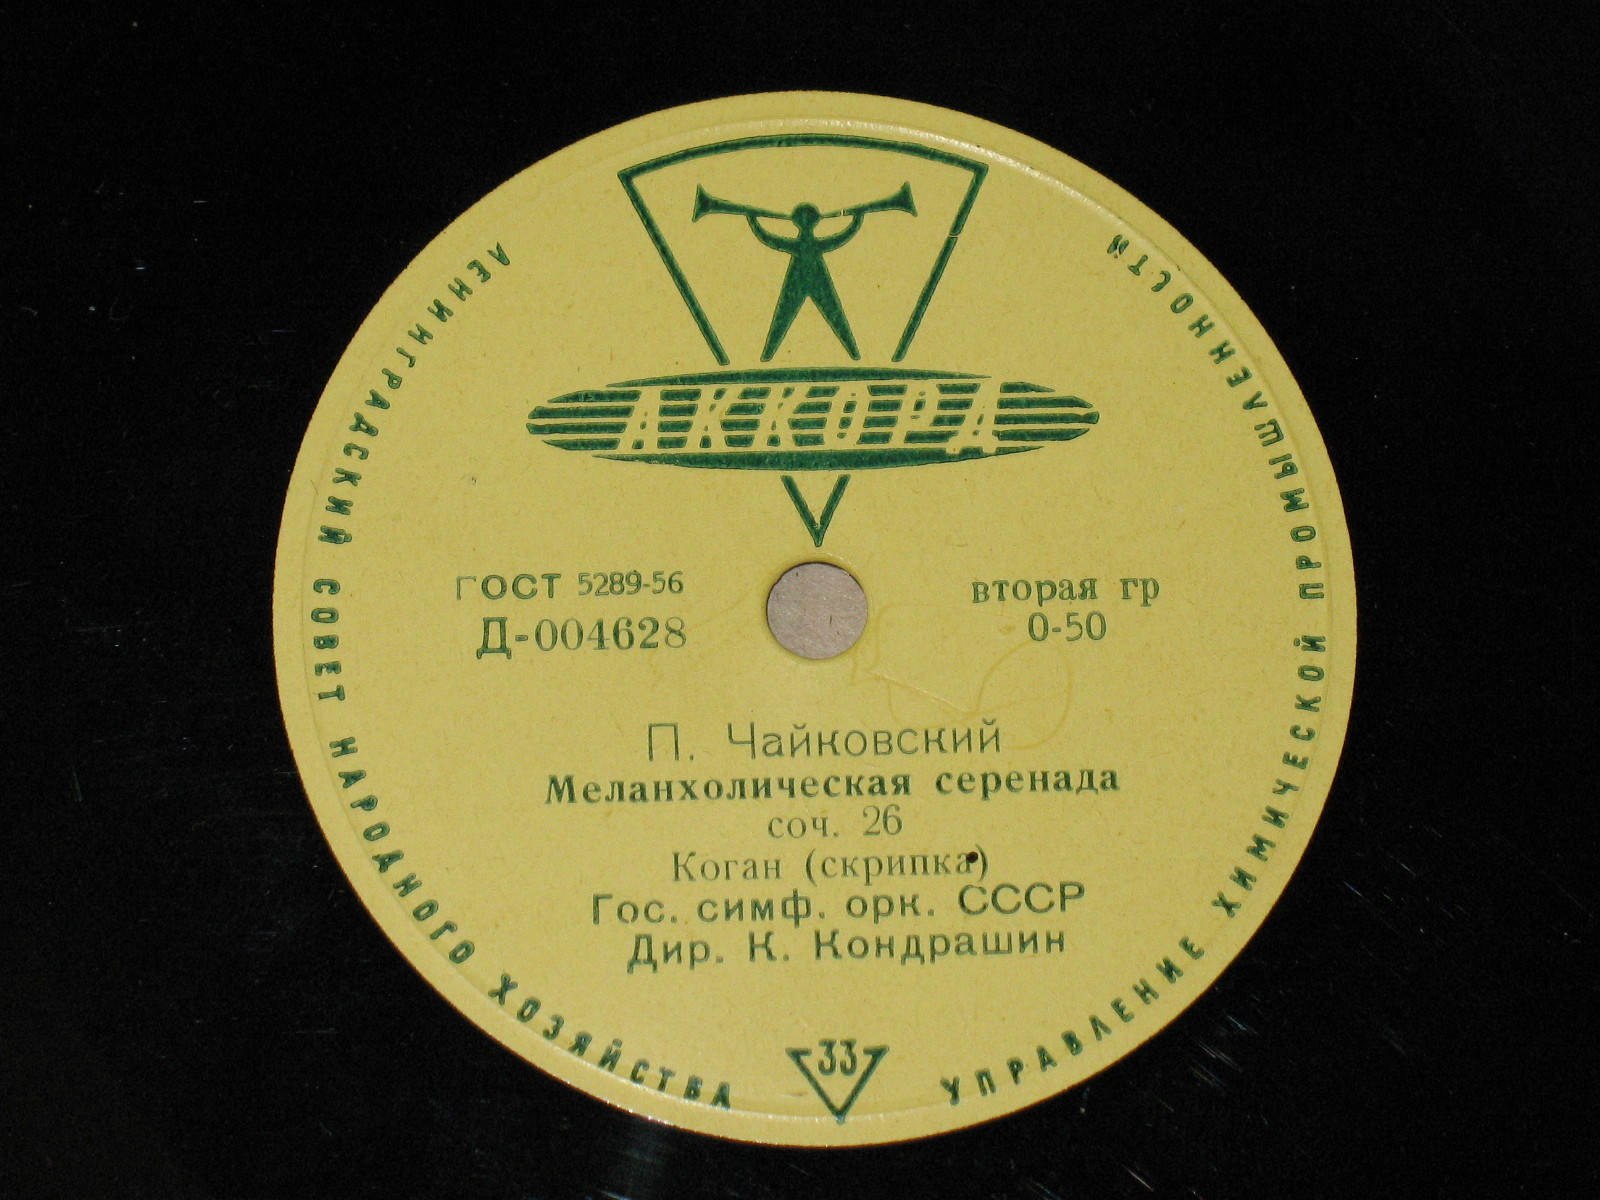 АККОРД
ЛЕНИНГРАДСКИЙ СОВЕТ НАРОДНОГО ХОЗЯЙСТВА
УПРАВЛЕНИЕ ХИМИЧЕСКОЙ ПРОМЫШЛЕННОСТИ
ГОСТ 5289-56
Д-004628
вторая гр
0-50
П. Чайковский
Меланхолическая серенада
соч. 26
Коган (скрипка)
Гос. симф. орк. СССР
Дир. К. Кондрашин
33